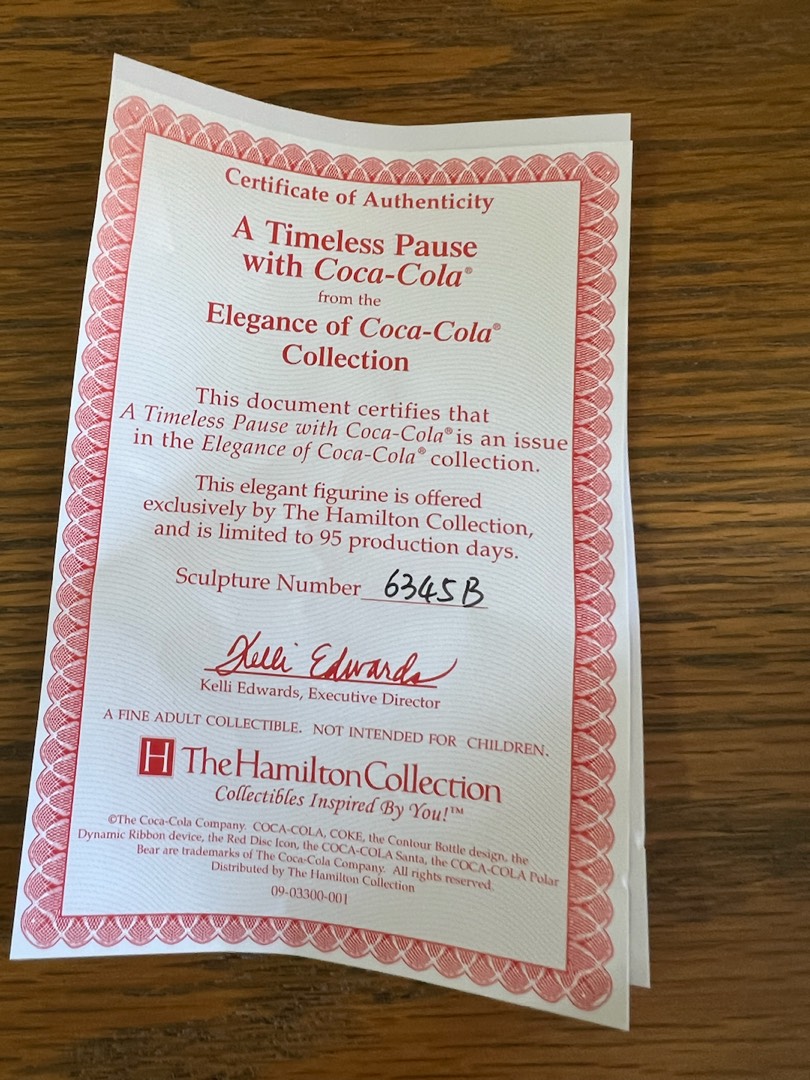 Certificate of Authenticity
A Timeless Pause
with Coca-Cola®
from the
Elegance of Coca-Cola®
Collection
This document certifies that
A Timeless Pause with Coca-Cola® is an issue
in the Elegance of Coca-Cola® collection.
This elegant figurine is offered
exclusively by The Hamilton Collection,
and is limited to 95 production days.
Sculpture Number 6345B
Kelli Edwards
Kelli Edwards, Executive Director
A FINE ADULT COLLECTIBLE. NOT INTENDED FOR CHILDREN.
H The Hamilton Collection
Collectibles Inspired By You!™
©The Coca-Cola Company. COCA-COLA, COKE, the Contour Bottle design, the
Dynamic Ribbon device, the Red Disc Icon, the COCA-COLA Santa, the COCA-COLA Polar
Bear are trademarks of The Coca-Cola Company. All rights reserved.
Distributed by The Hamilton Collection
09-03300-001